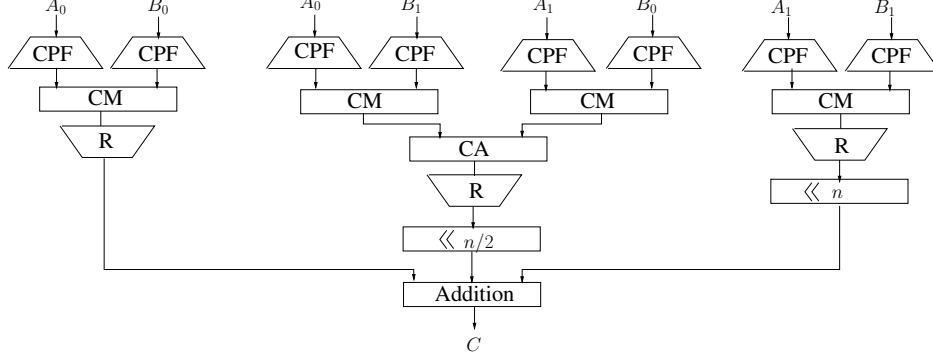 A₀ B₀ A₀ B₁ A₁ B₀ A₁ B₁
CPF CPF CPF CPF CPF CPF CPF CPF
CM CM CM CM
R CA R
R ≪ n
≪ n/2
Addition
C